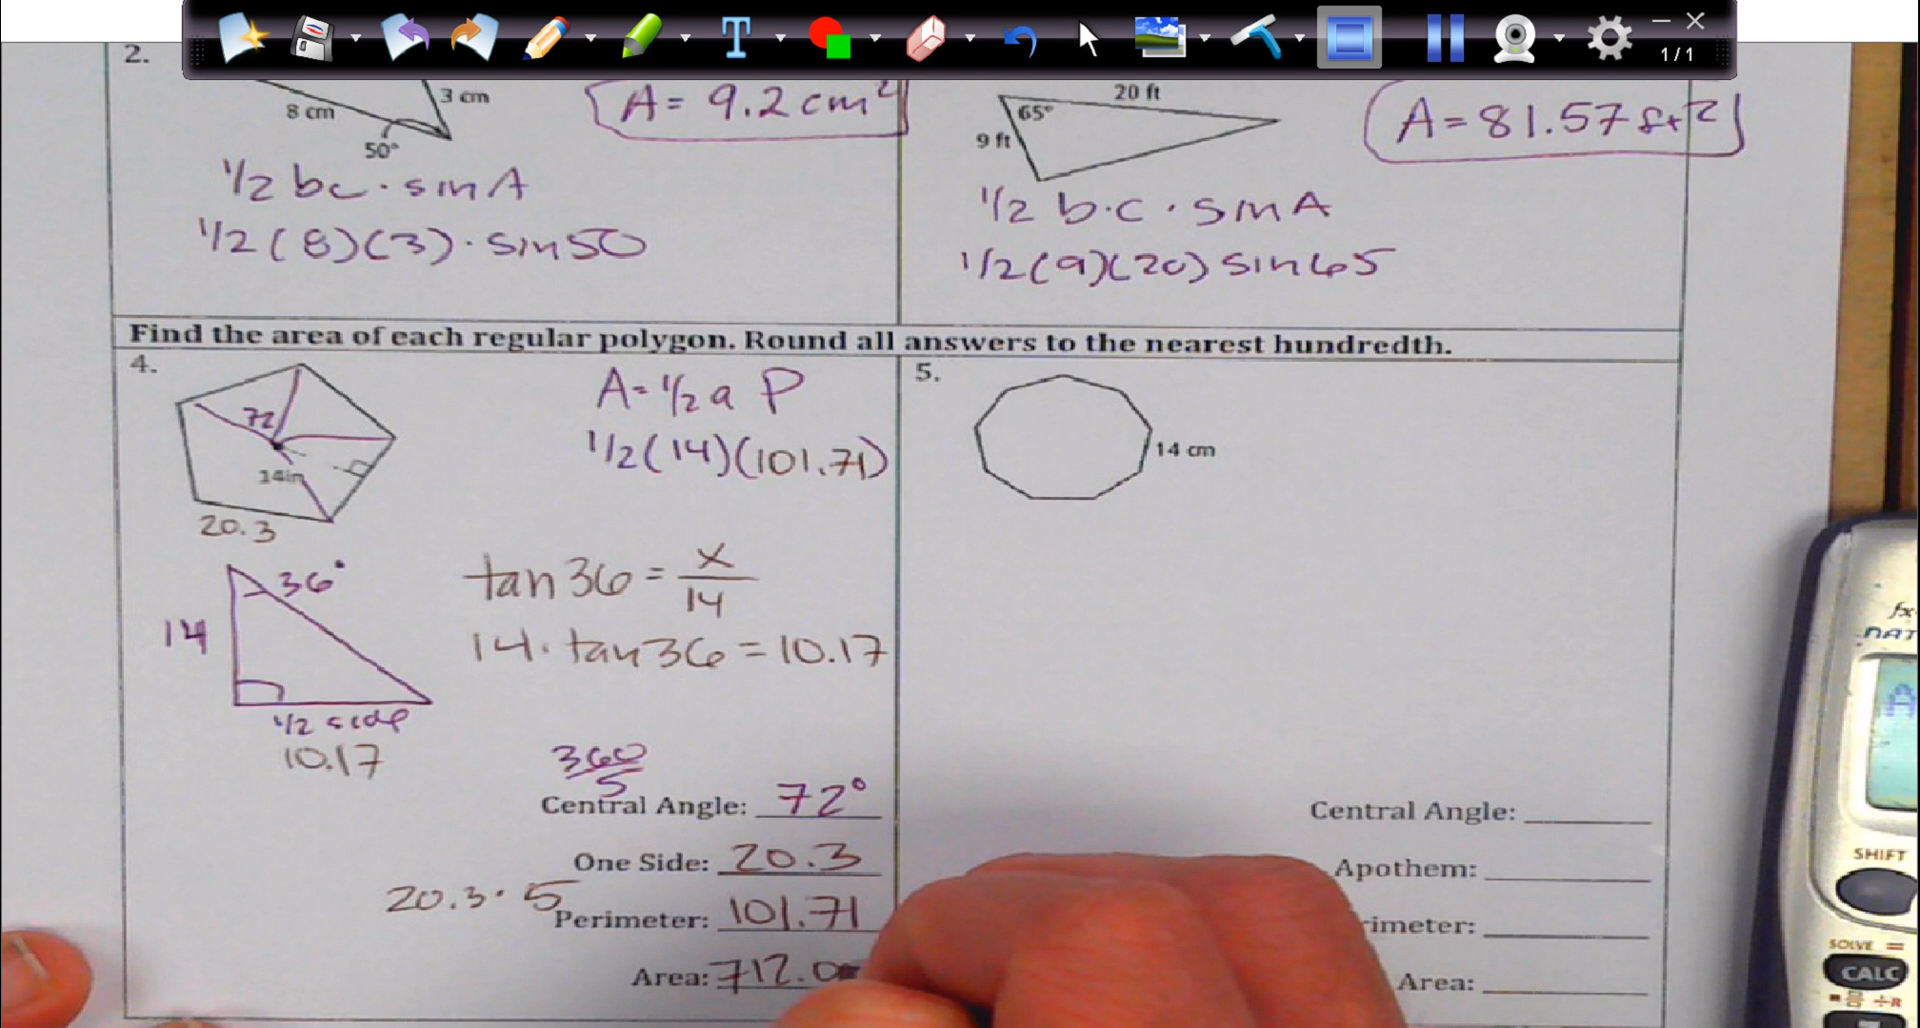 1/1
2.
8 cm
3 cm
50°
A = 9.2 cm²
1/2 bc · sin A
1/2 (8)(3) · sin 50
20 ft
65°
9 ft
A = 81.57 ft²
1/2 b·c · sin A
1/2 (9)(20) sin 65
Find the area of each regular polygon. Round all answers to the nearest hundredth.
4.
72
14in
20.3
A = 1/2 a P
1/2 (14)(101.71)
36°
14
1/2 side
10.17
tan 36 = x/14
14 · tan 36 = 10.17
360/5
Central Angle: 72°
One Side: 20.3
20.3 · 5
Perimeter: 101.71
Area: 712.0
5.
14 cm
Central Angle:
Apothem:
rimeter:
Area:
fx
SHIFT
SOLVE =
CALC